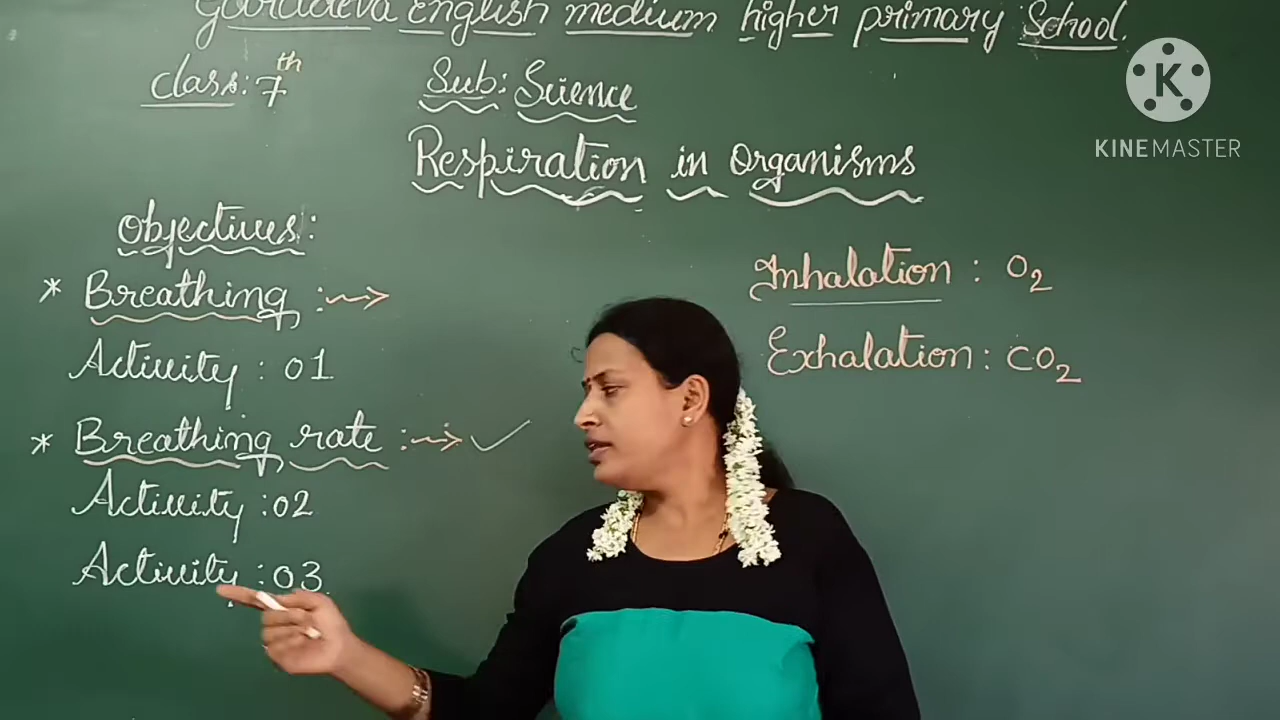 Gurudeva English medium higher primary School.
Class: 7th
Sub: Science
Respiration in Organisms
Objectives:
* Breathing :
Activity : 01
* Breathing rate : ✓
Activity : 02
Activity : 03
Inhalation : O2
Exhalation : CO2
K
KINEMASTER